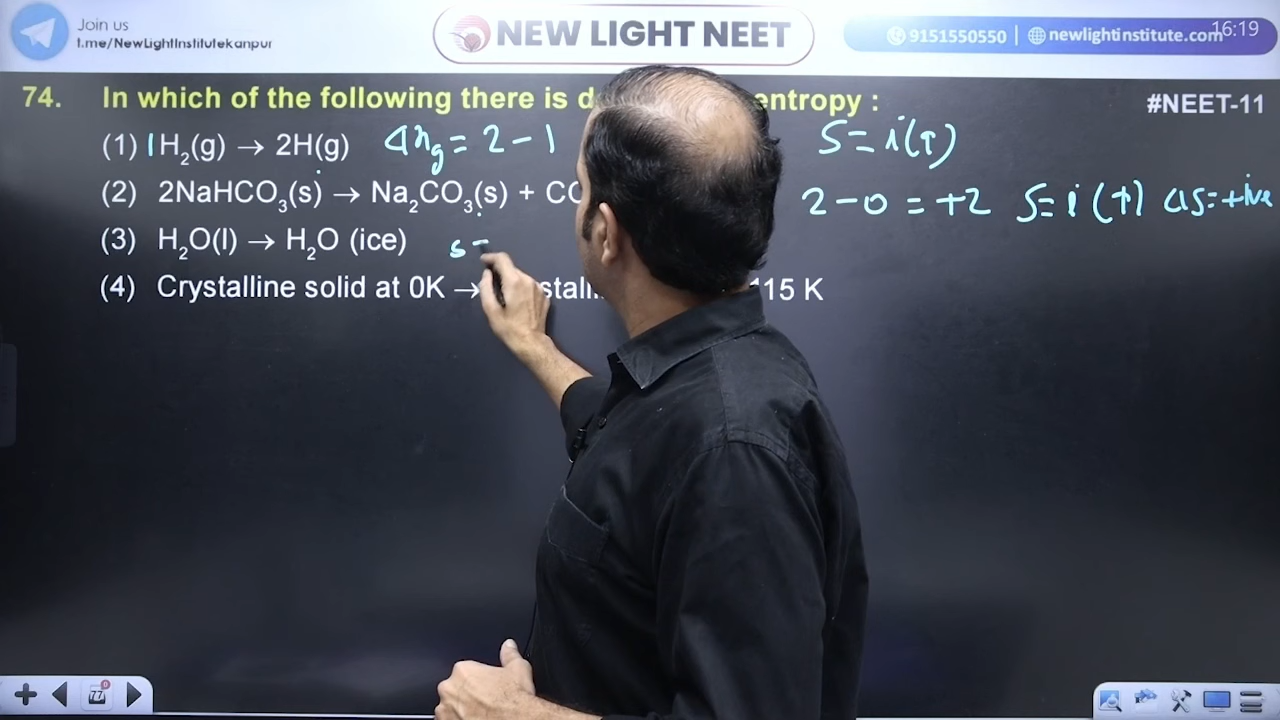 Join us
t.me/NewLightInstitutekanpur
NEW LIGHT NEET
9151550550 | newlightinstitute.com
16:19
74. In which of the following there is d entropy :
#NEET-11
(1) 1H₂(g) → 2H(g) Δng = 2 - 1 S = i(↑)
(2) 2NaHCO₃(s) → Na₂CO₃(s) + CO 2 - 0 = +2 S = i(↑) ΔS = +ive
(3) H₂O(l) → H₂O (ice) s =
(4) Crystalline solid at 0K → 115 K
77